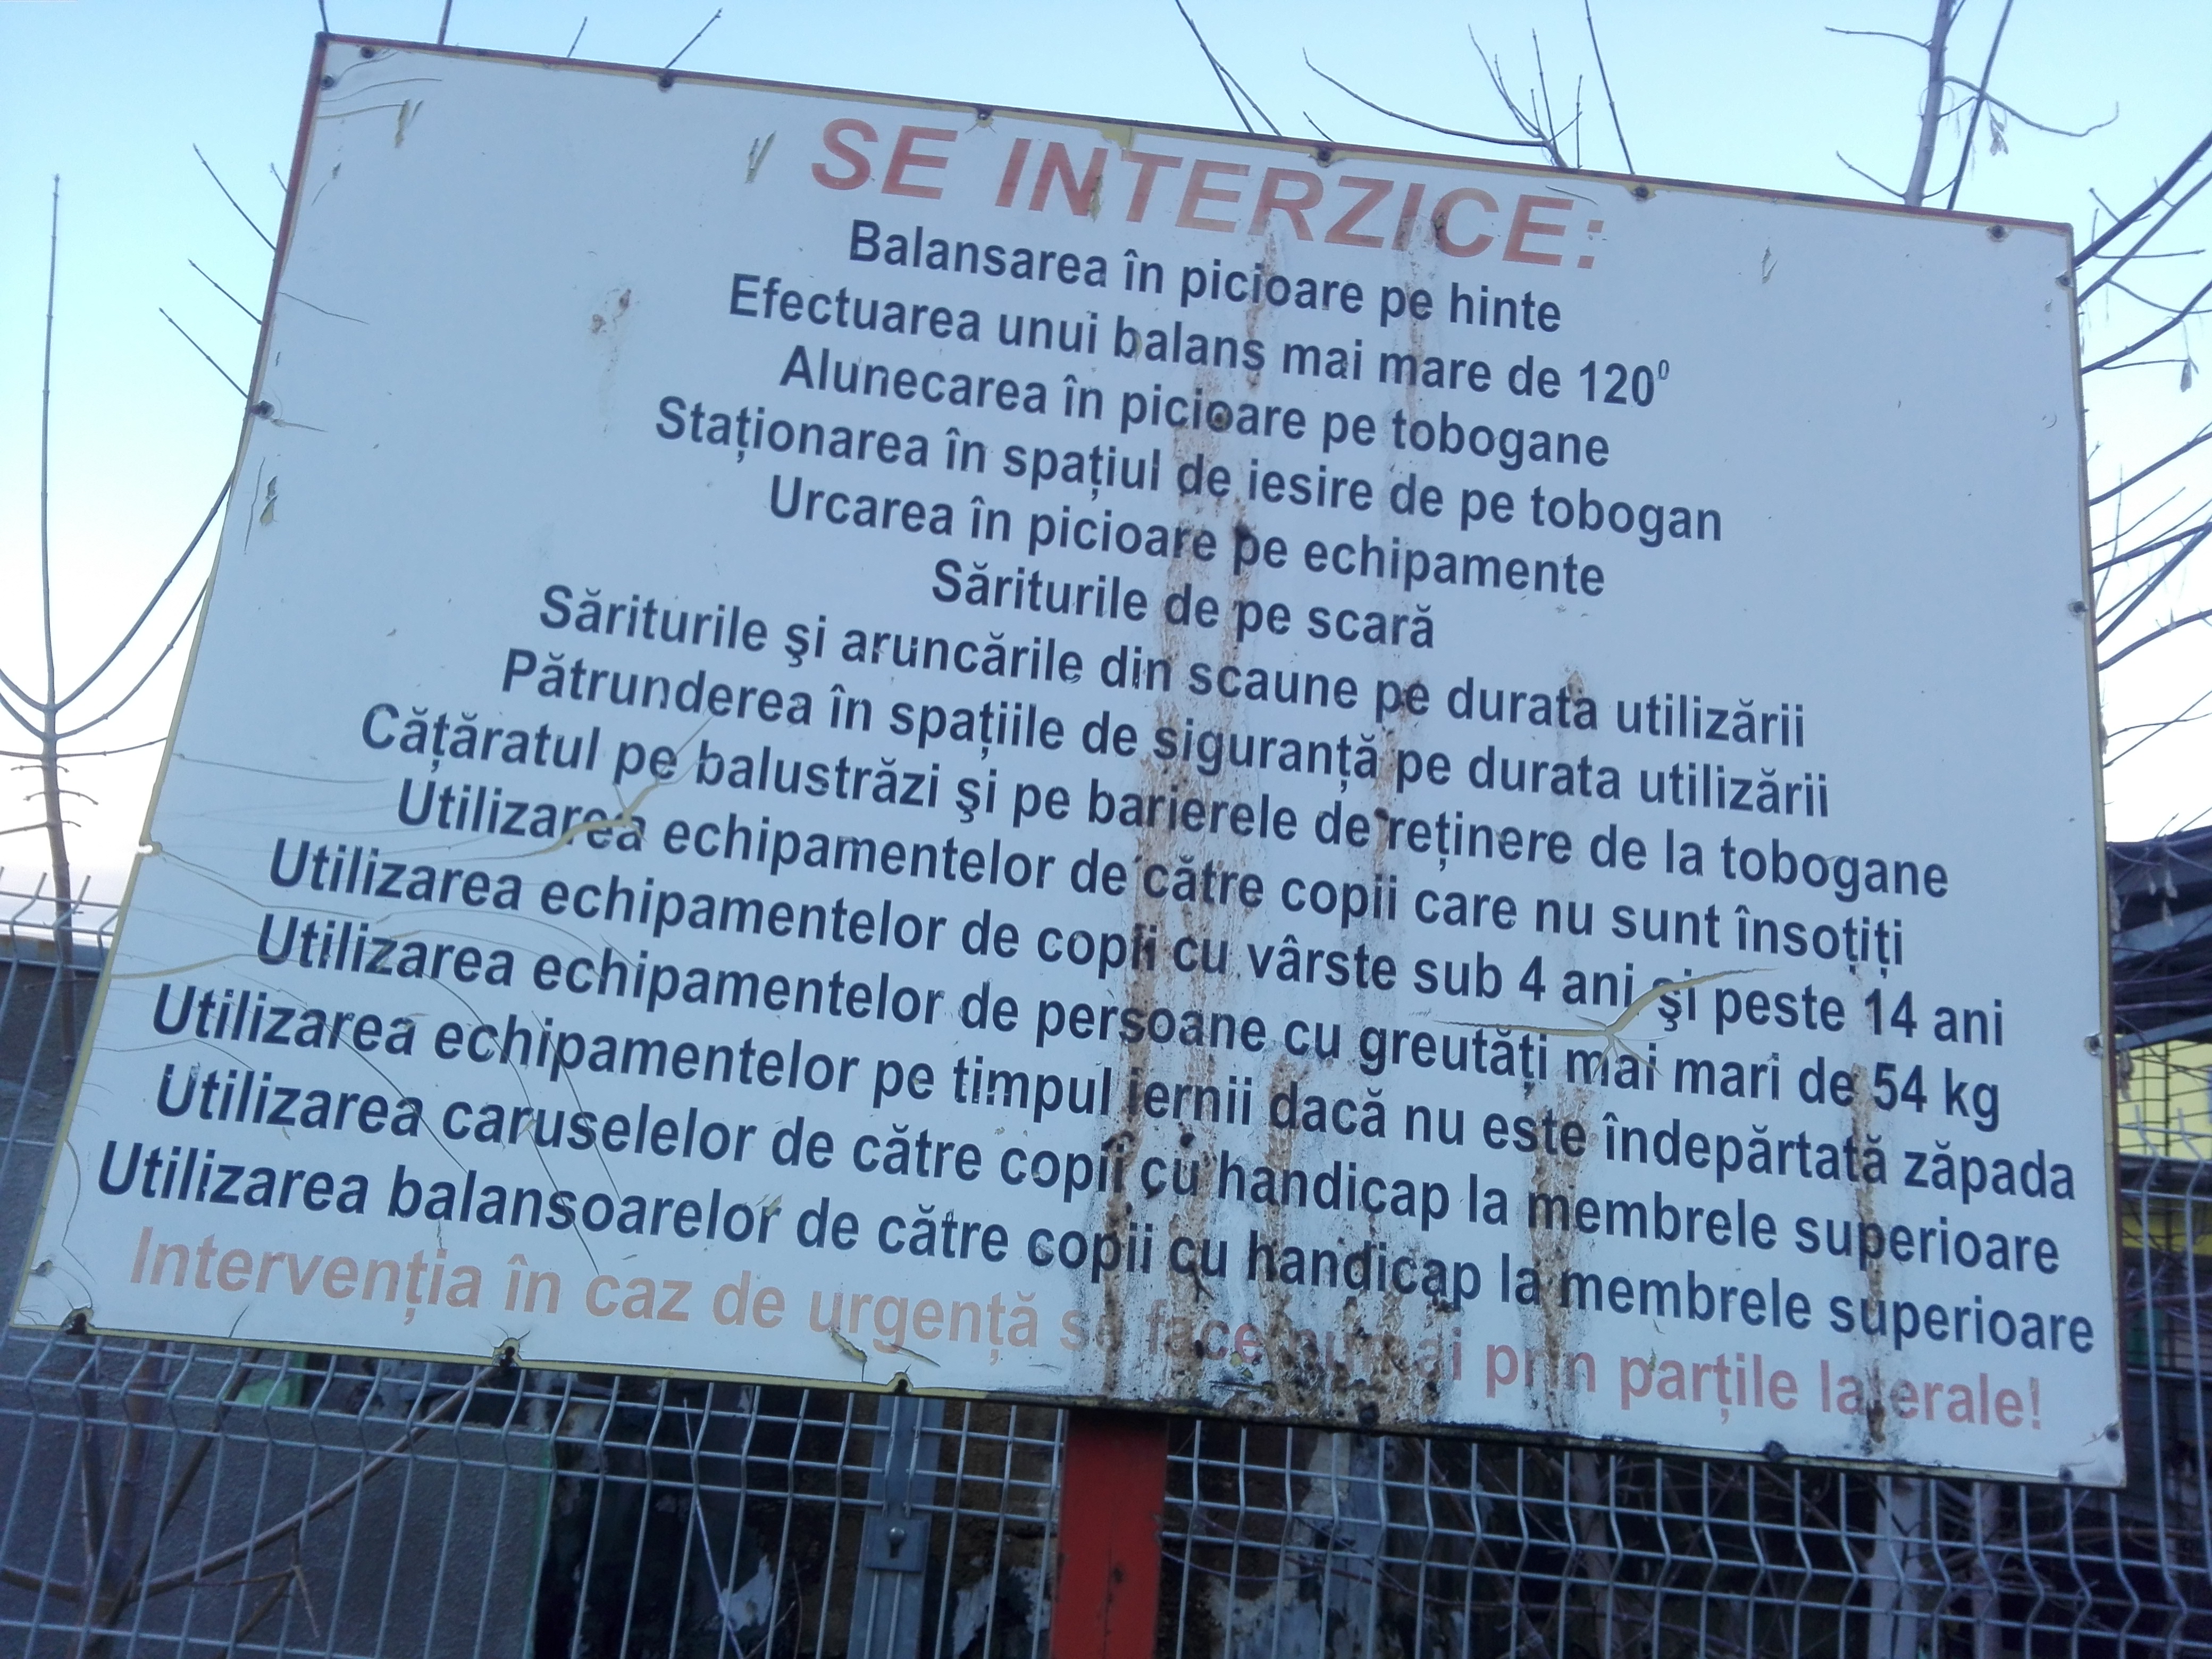 SE INTERZICE:
Balansarea în picioare pe hinte
Efectuarea unui balans mai mare de 120⁰
Alunecarea în picioare pe tobogane
Staționarea în spațiul de iesire de pe tobogan
Urcarea în picioare pe echipamente
Săriturile de pe scară
Săriturile şi aruncările din scaune pe durata utilizării
Pătrunderea în spațiile de siguranță pe durata utilizării
Cățăratul pe balustrăzi şi pe barierele de reținere de la tobogane
Utilizarea echipamentelor de către copii care nu sunt însoțiți
Utilizarea echipamentelor de copii cu vârste sub 4 ani şi peste 14 ani
Utilizarea echipamentelor de persoane cu greutăți mai mari de 54 kg
Utilizarea echipamentelor pe timpul iernii dacă nu este îndepărtată zăpada
Utilizarea caruselelor de către copii cu handicap la membrele superioare
Utilizarea balansoarelor de către copii cu handicap la membrele superioare
Intervenția în caz de urgență se face numai prin parțile laterale!